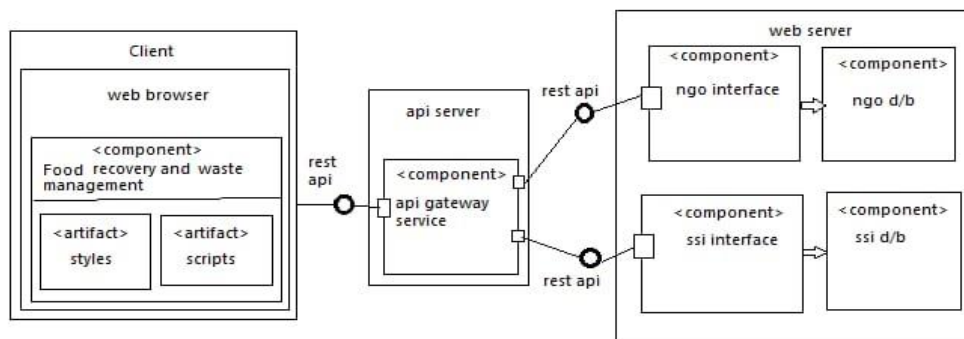 Client
web browser
<component>
Food recovery and waste
management
<artifact>
styles
<artifact>
scripts
rest
api
api server
<component>
api gateway
service
rest api
rest api
web server
<component>
ngo interface
<component>
ngo d/b
<component>
ssi interface
<component>
ssi d/b